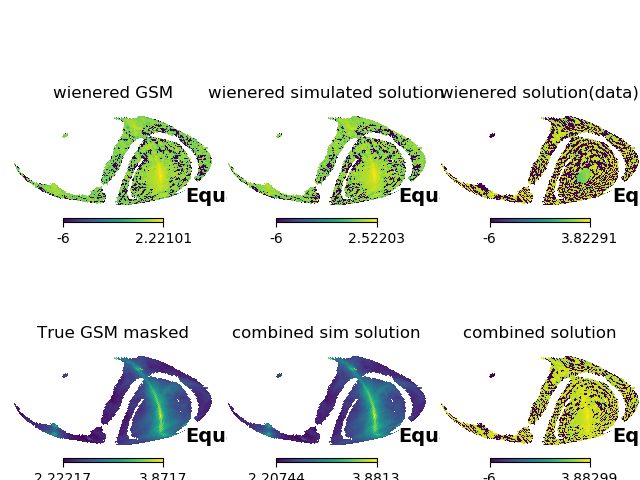 wienered GSM wienered simulated solution wienered solution(data)
Equ Equ Eq
-6 2.22101 -6 2.52203 -6 3.82291
True GSM masked combined sim solution combined solution
Equ Equ Eq
2.22217 3.8717 2.20744 3.8813 -6 3.88299